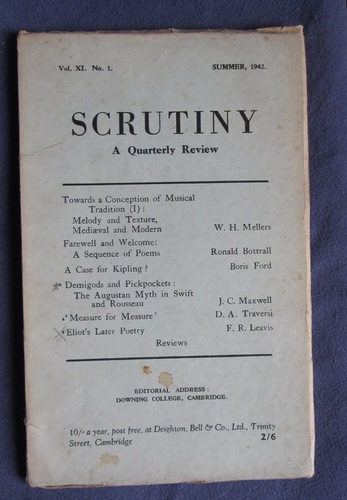 Vol. XI. No. 1. SUMMER, 1942.
SCRUTINY
A Quarterly Review
Towards a Conception of Musical
Tradition (I) :
Melody and Texture,
Mediæval and Modern W. H. Mellers
Farewell and Welcome:
A Sequence of Poems Ronald Bottrall
A Case for Kipling ? Boris Ford
Demigods and Pickpockets :
The Augustan Myth in Swift
and Rousseau J. C. Maxwell
'Measure for Measure' D. A. Traversi
Eliot's Later Poetry F. R. Leavis
Reviews
EDITORIAL ADDRESS :
DOWNING COLLEGE, CAMBRIDGE.
10/- a year, post free, at Deighton, Bell & Co., Ltd., Trinity
Street, Cambridge 2/6